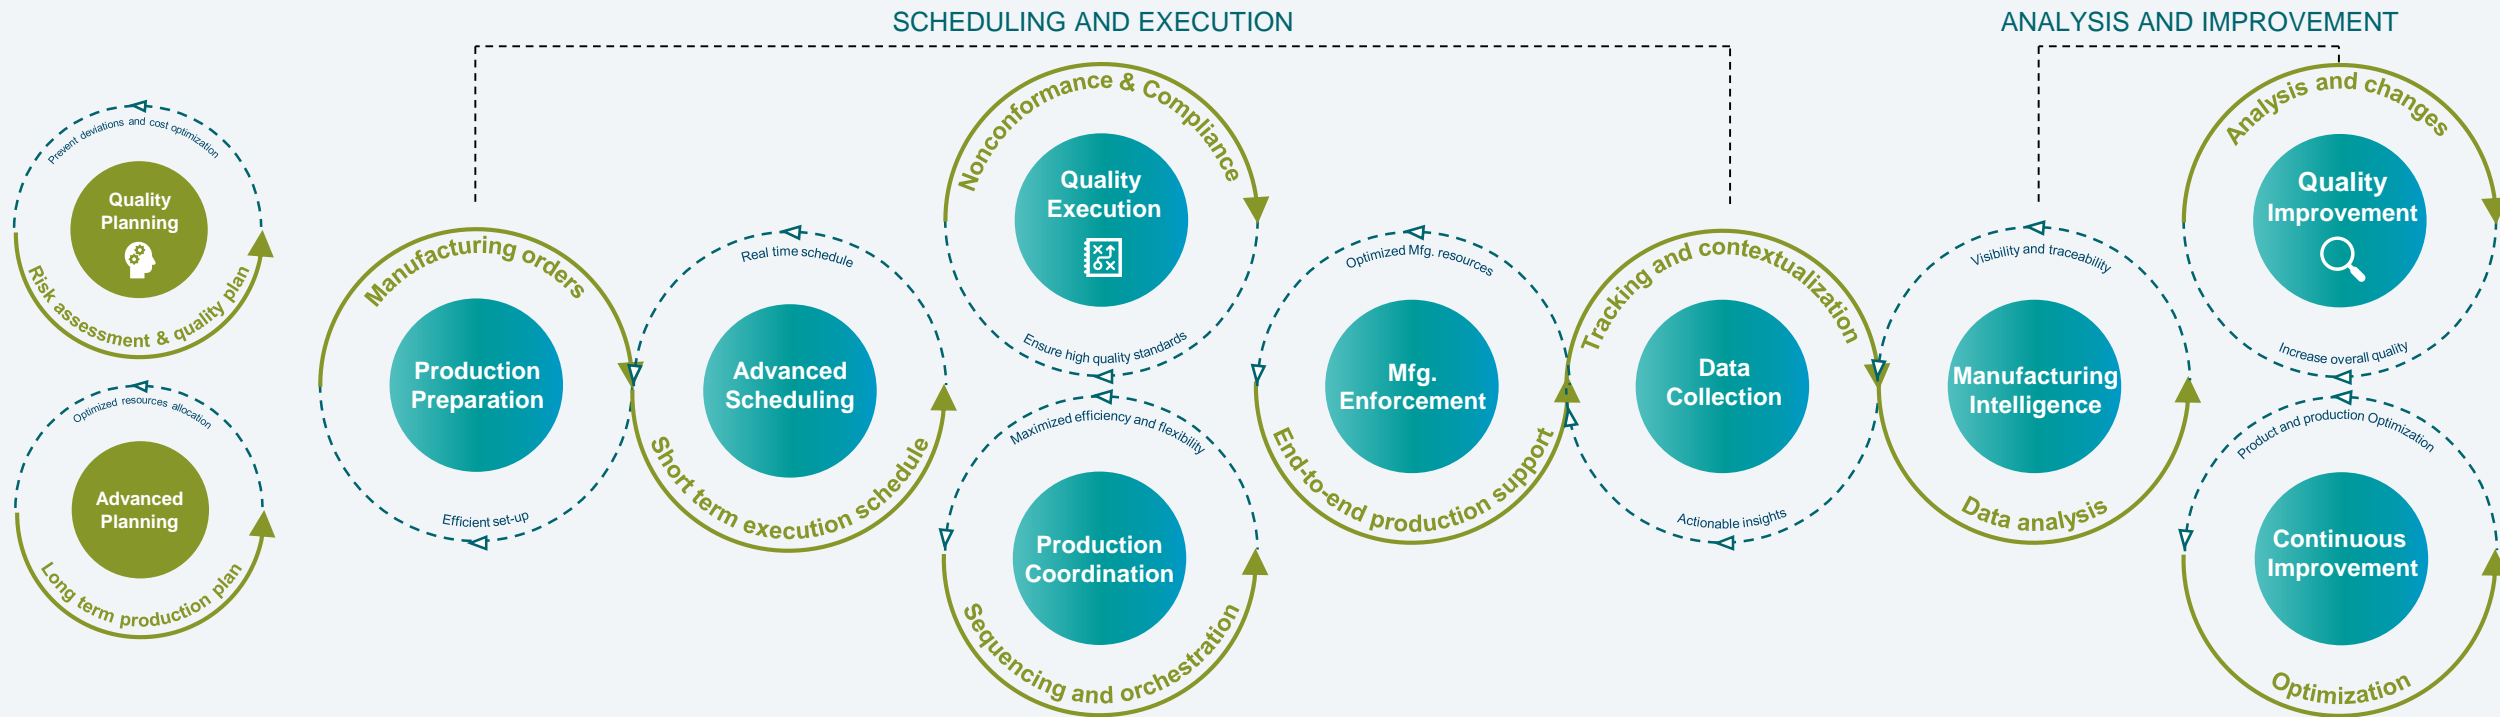 SCHEDULING AND EXECUTION
ANALYSIS AND IMPROVEMENT
Prevent deviations and cost optimization
Quality
Planning
Risk assessment & quality plan
Optimized resources allocation
Advanced
Planning
Long term production plan
Manufacturing orders
Production
Preparation
Efficient set-up
Real time schedule
Advanced
Scheduling
Short term execution schedule
Nonconformance & Compliance
Quality
Execution
Ensure high quality standards
Maximized efficiency and flexibility
Production
Coordination
Sequencing and orchestration
Optimized Mfg. resources
Mfg.
Enforcement
End-to-end production support
Tracking and contextualization
Data
Collection
Actionable insights
Visibility and traceability
Manufacturing
Intelligence
Data analysis
Analysis and changes
Quality
Improvement
Increase overall quality
Product and production Optimization
Continuous
Improvement
Optimization